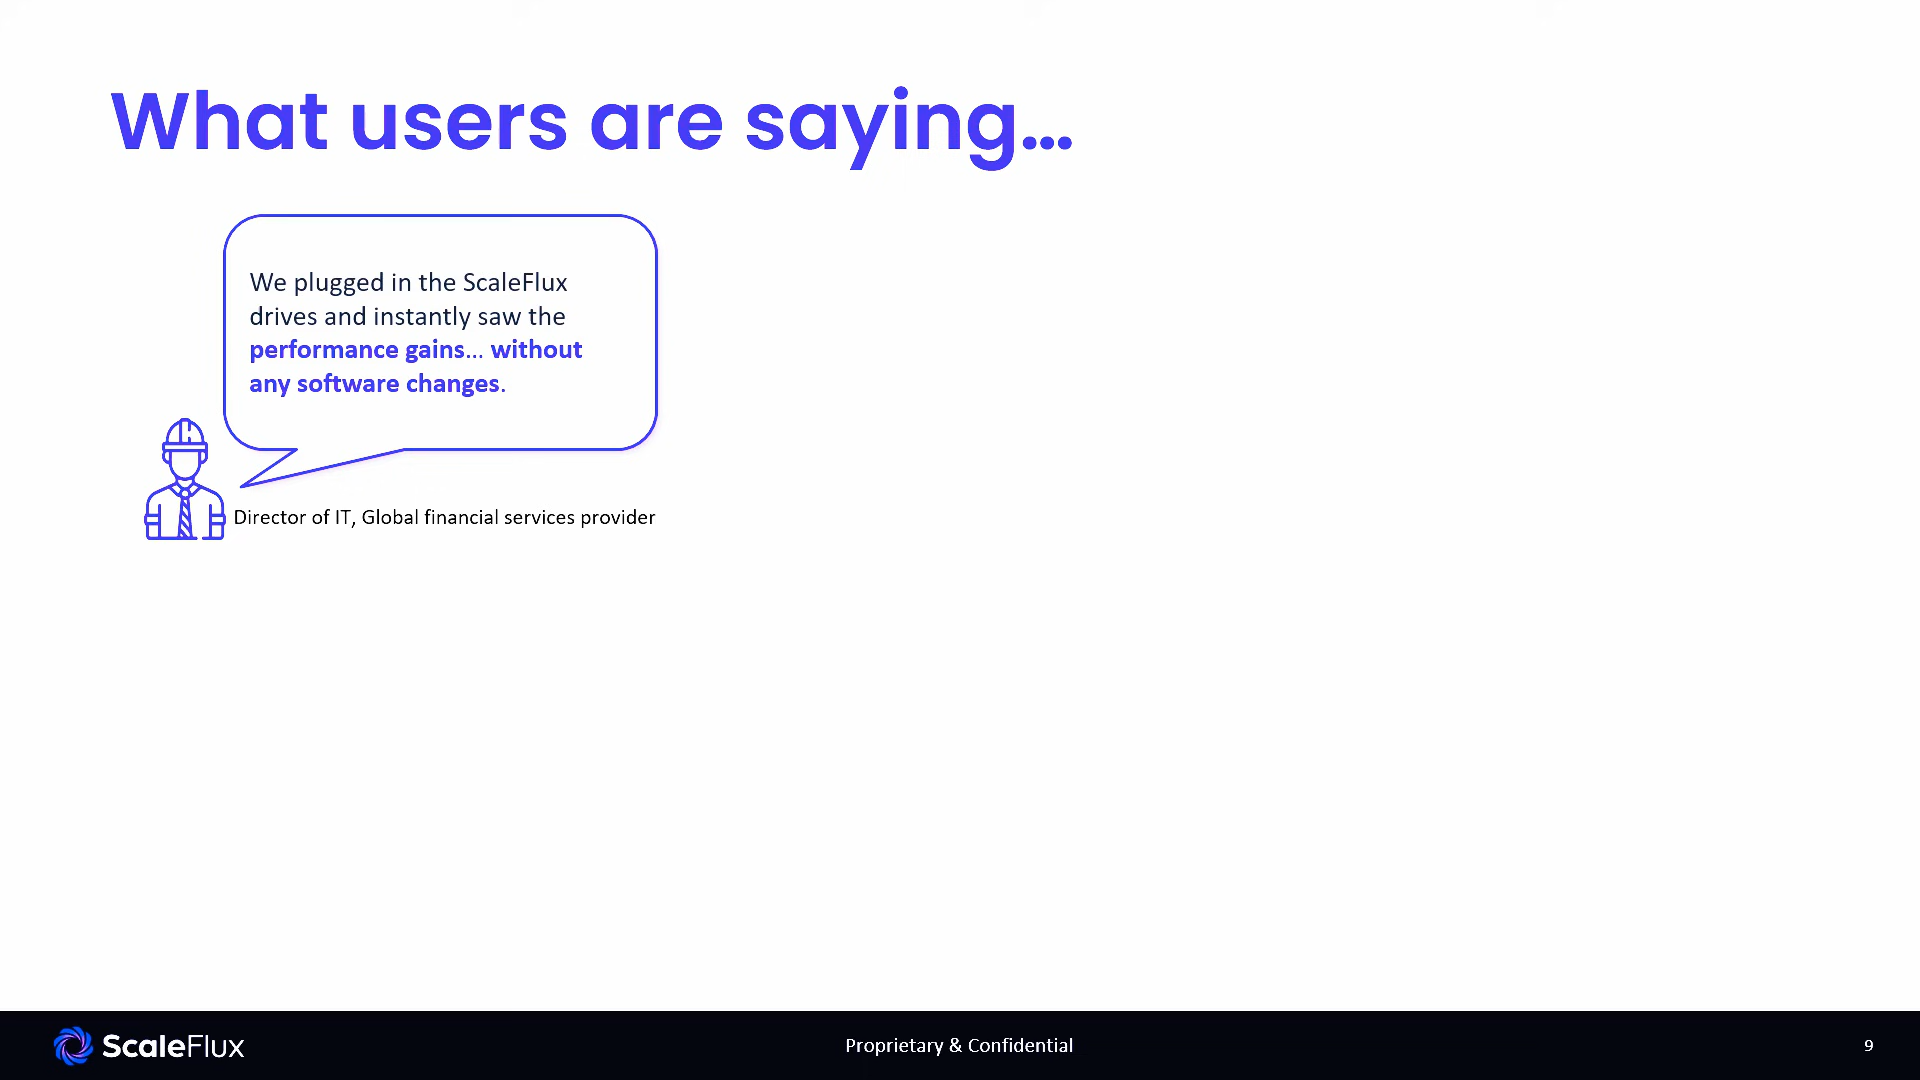 What users are saying…
We plugged in the ScaleFlux
drives and instantly saw the
performance gains… without
any software changes.
Director of IT, Global financial services provider
ScaleFlux
Proprietary & Confidential
9